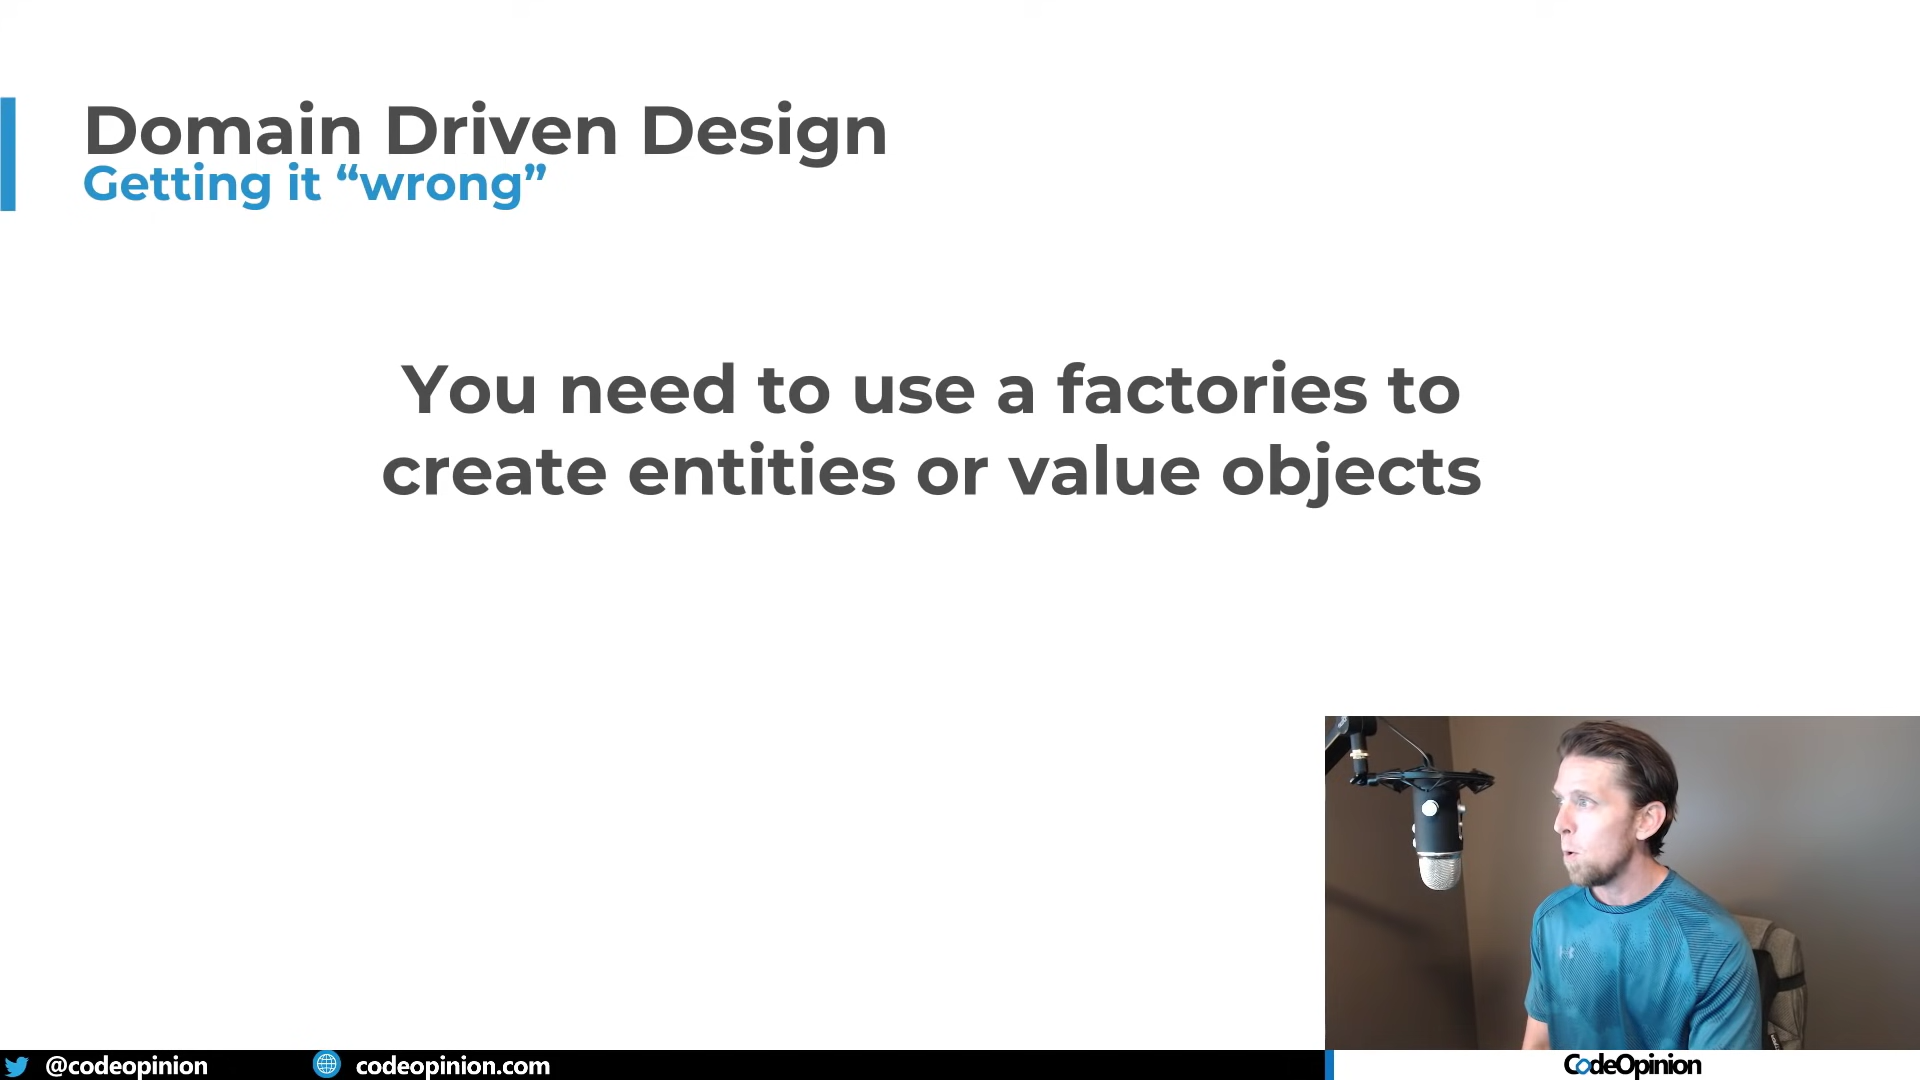 Domain Driven Design
Getting it “wrong”
You need to use a factories to
create entities or value objects
@codeopinion
codeopinion.com
CodeOpinion